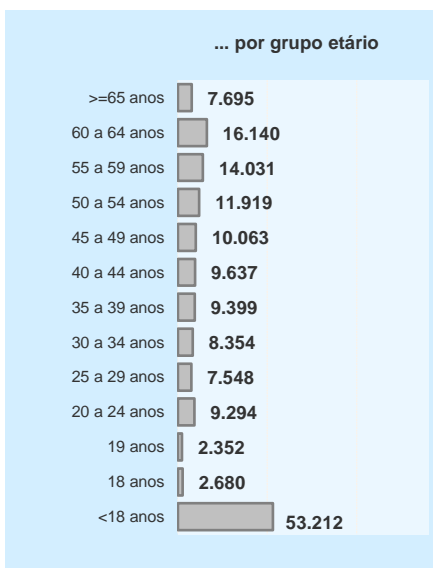 ... por grupo etário
>=65 anos 7.695
60 a 64 anos 16.140
55 a 59 anos 14.031
50 a 54 anos 11.919
45 a 49 anos 10.063
40 a 44 anos 9.637
35 a 39 anos 9.399
30 a 34 anos 8.354
25 a 29 anos 7.548
20 a 24 anos 9.294
19 anos 2.352
18 anos 2.680
<18 anos 53.212